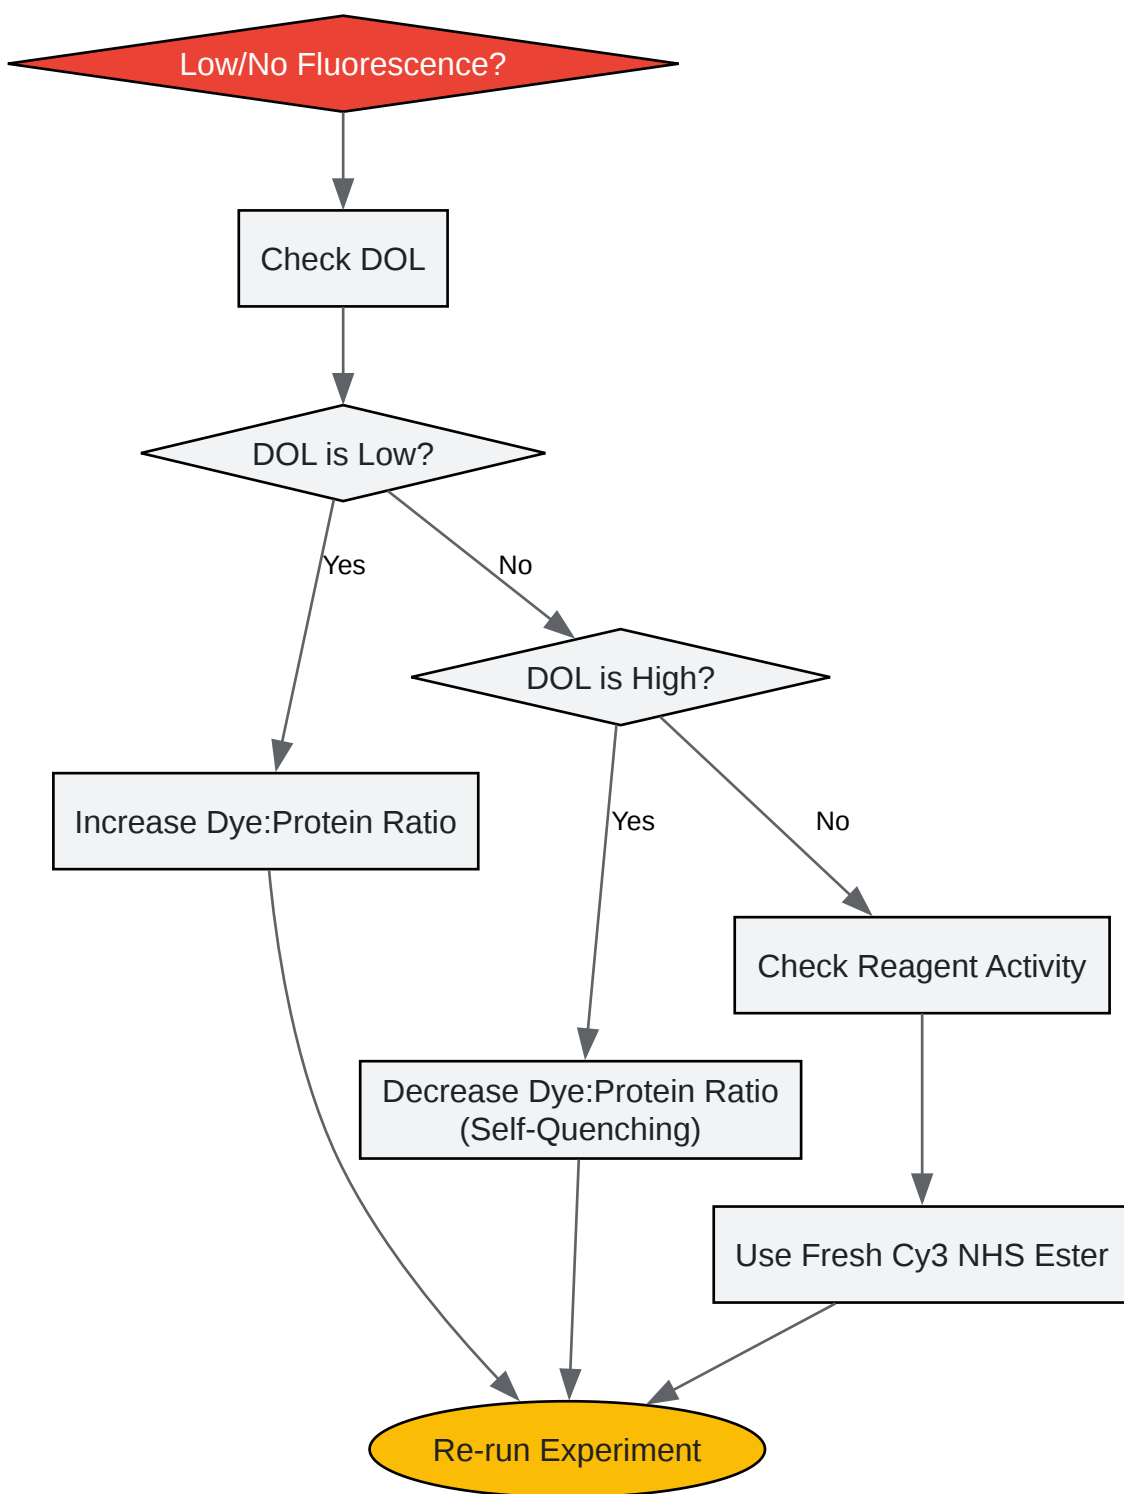 Low/No Fluorescence?
Check DOL
DOL is Low?
Yes
No
DOL is High?
Increase Dye:Protein Ratio
Yes
No
Check Reagent Activity
Decrease Dye:Protein Ratio
(Self-Quenching)
Use Fresh Cy3 NHS Ester
Re-run Experiment